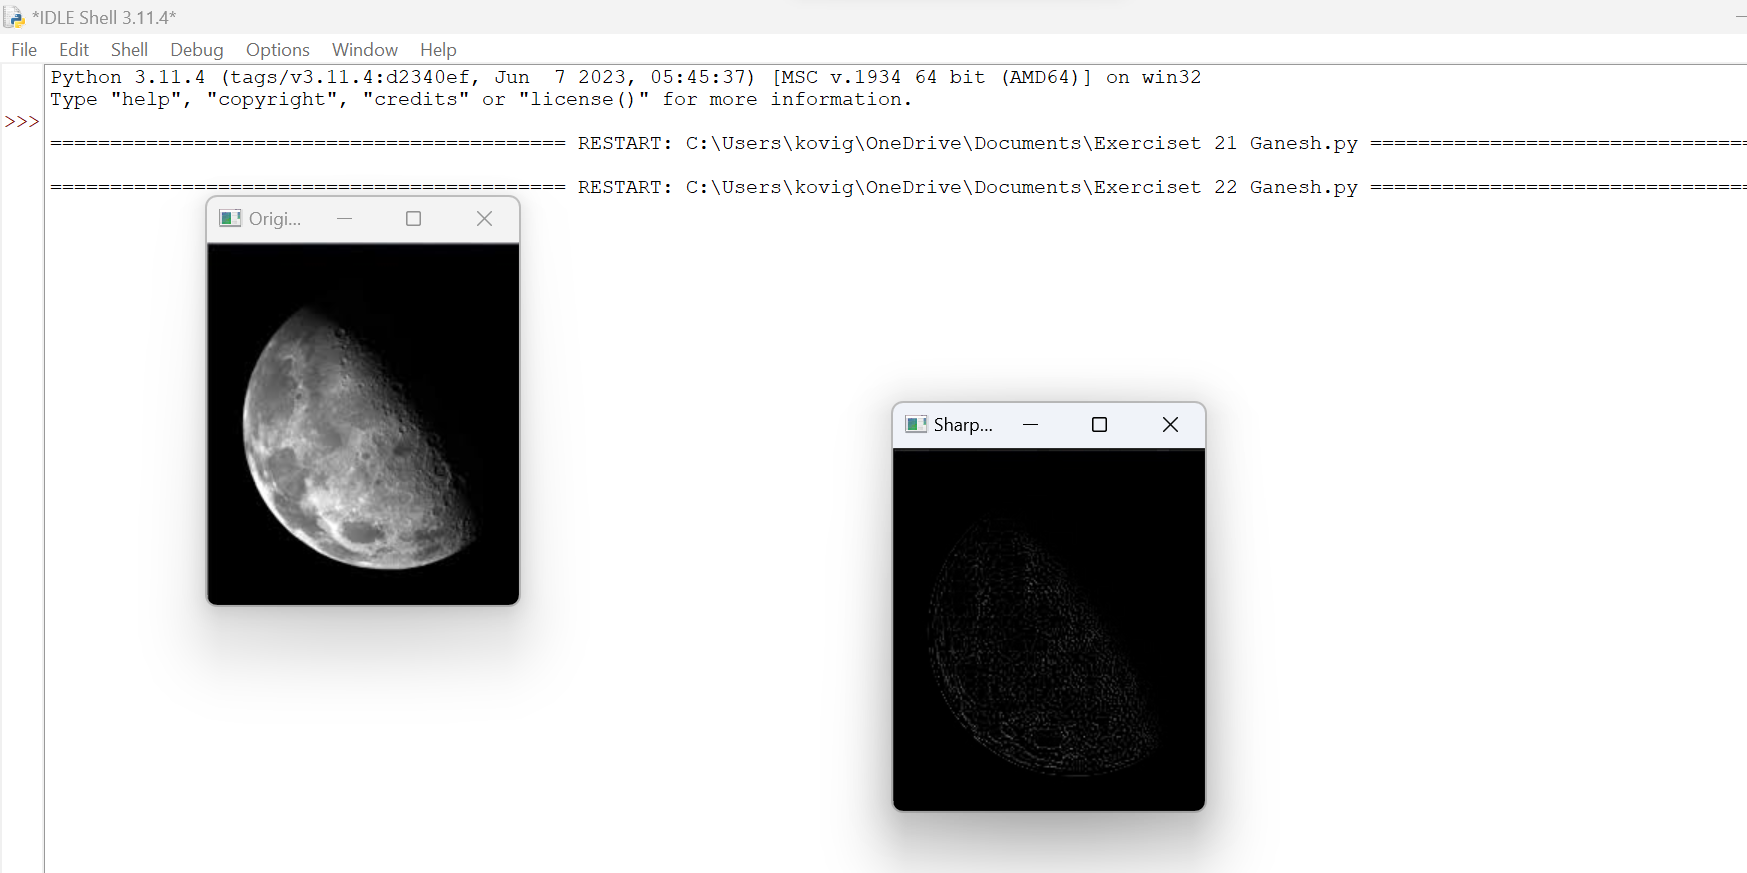 *IDLE Shell 3.11.4*
File Edit Shell Debug Options Window Help
Python 3.11.4 (tags/v3.11.4:d2340ef, Jun  7 2023, 05:45:37) [MSC v.1934 64 bit (AMD64)] on win32
Type "help", "copyright", "credits" or "license()" for more information.
>>>
=========================================== RESTART: C:\Users\kovig\OneDrive\Documents\Exerciset 21 Ganesh.py ===============================
=========================================== RESTART: C:\Users\kovig\OneDrive\Documents\Exerciset 22 Ganesh.py ===============================
Origi...
Sharp...